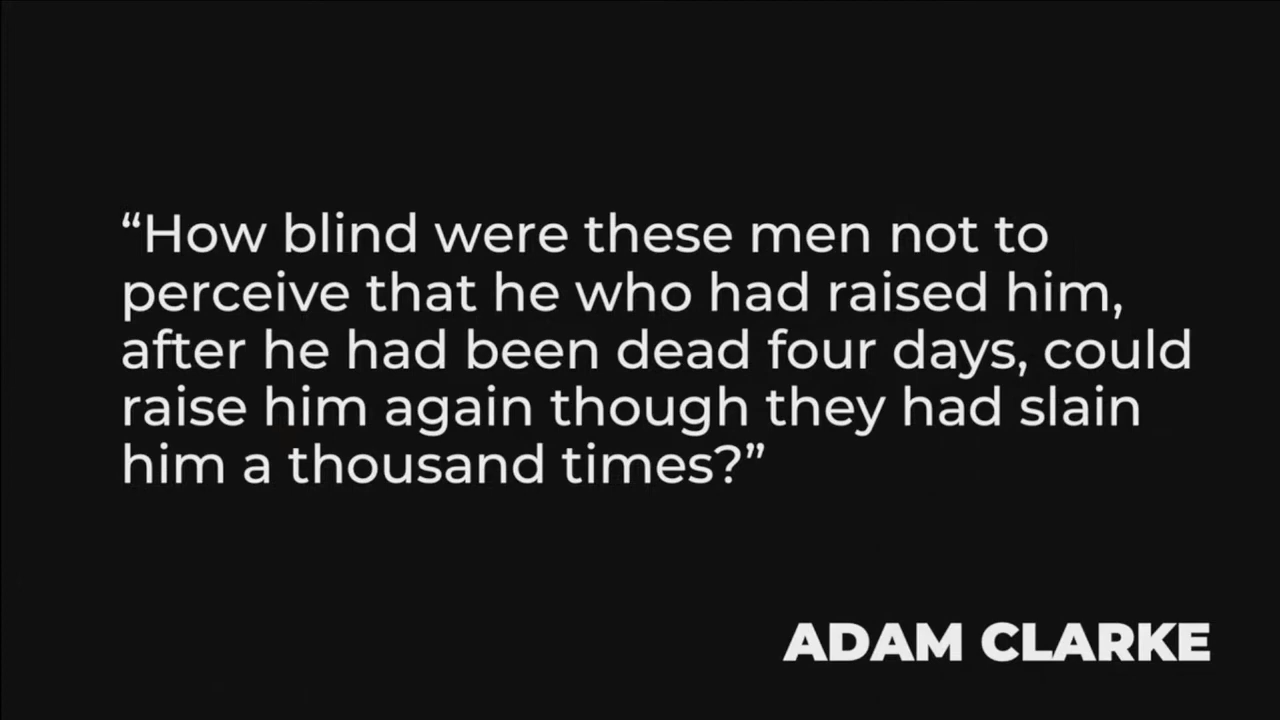 “How blind were these men not to
perceive that he who had raised him,
after he had been dead four days, could
raise him again though they had slain
him a thousand times?”
ADAM CLARKE